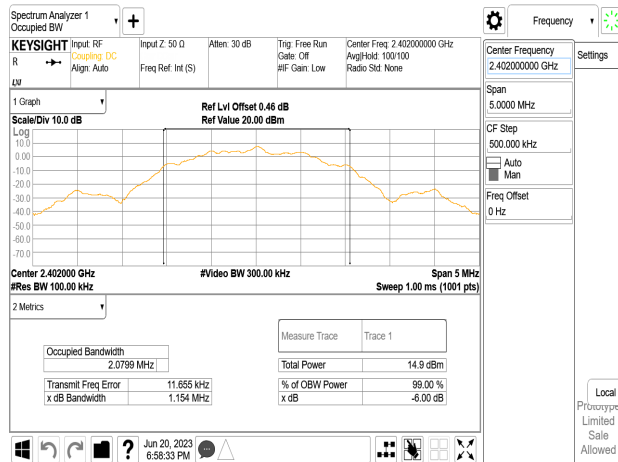 Spectrum Analyzer 1
Occupied BW
Frequency
KEYSIGHT
R
Input: RF
Coupling: DC
Align: Auto
Input Z: 50 Ω
Freq Ref: Int (S)
Atten: 30 dB
Trig: Free Run
Gate: Off
#IF Gain: Low
Center Freq: 2.402000000 GHz
Avg|Hold: 100/100
Radio Std: None
Center Frequency
2.402000000 GHz
Settings
Span
5.0000 MHz
CF Step
500.000 kHz
Auto
Man
Freq Offset
0 Hz
1 Graph
Scale/Div 10.0 dB
Ref Lvl Offset 0.46 dB
Ref Value 20.00 dBm
Log
10.0
0.00
-10.0
-20.0
-30.0
-40.0
-50.0
-60.0
-70.0
Center 2.402000 GHz
#Video BW 300.00 kHz
Span 5 MHz
#Res BW 100.00 kHz
Sweep 1.00 ms (1001 pts)
2 Metrics
Measure Trace
Trace 1
Occupied Bandwidth
2.0799 MHz
Total Power
14.9 dBm
Transmit Freq Error
11.655 kHz
% of OBW Power
99.00 %
x dB Bandwidth
1.154 MHz
x dB
-6.00 dB
Local
Prototype
Limited
Sale
Allowed
?
Jun 20, 2023
6:58:33 PM